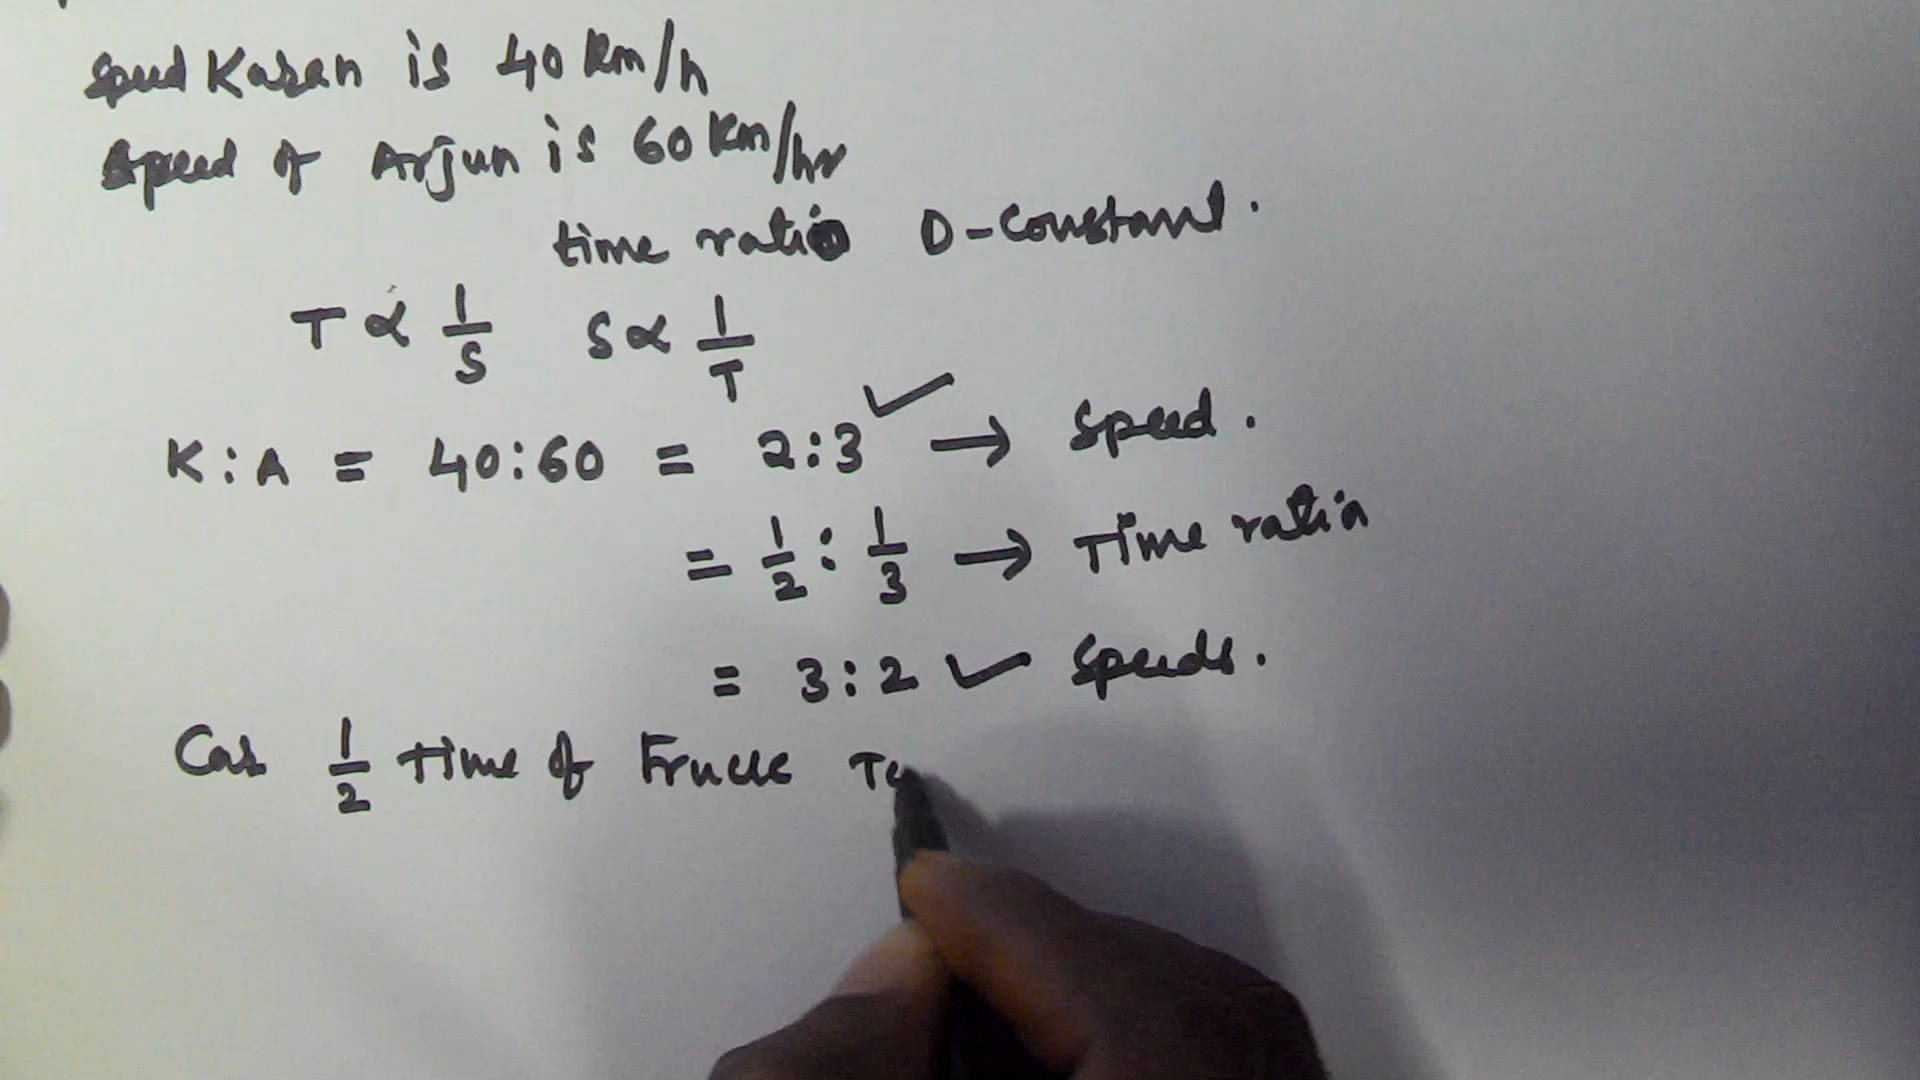 Speed Karan is 40 Km/h
Speed of Arjun is 60 Km/hr
time ratio D-Constant.
T ∝ 1/S S ∝ 1/T
K : A = 40:60 = 2:3 ✓ → Speed.
= 1/2 : 1/3 → Time ratio
= 3:2 ✓ Speeds.
Car 1/2 Time of Truck